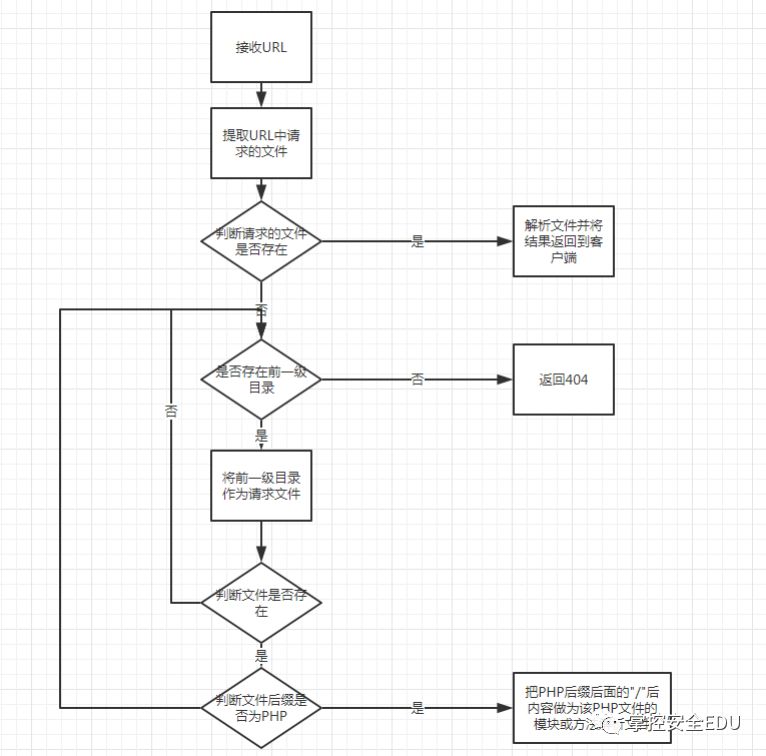 接收URL
提取URL中请
求的文件
判断请求的文件
是否存在
是
解析文件并将
结果返回到客
户端
否
是否存在前一级
目录
否
返回404
否
是
将前一级目录
作为请求文件
判断文件是否存
在
是
判断文件后缀是
否为PHP
是
把PHP后缀后面的"/"后
内容做为该PHP文件的
模块或方法
掌控安全EDU